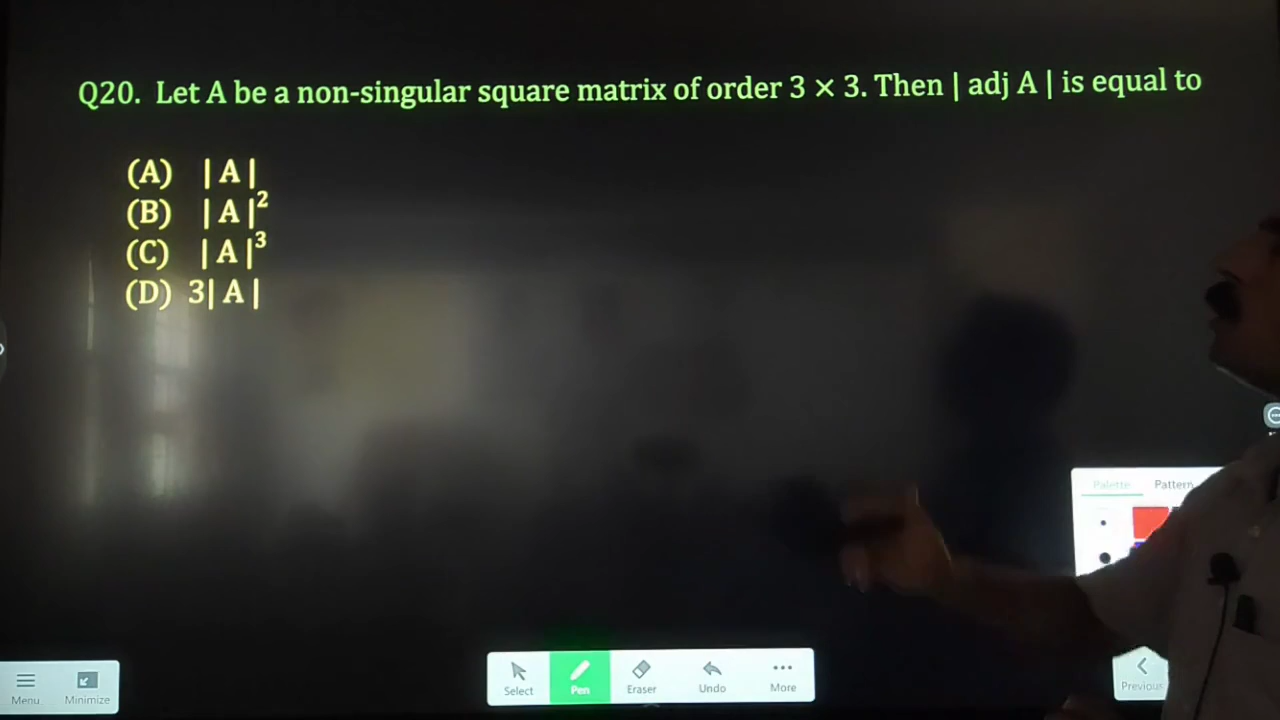 Q20. Let A be a non-singular square matrix of order 3 × 3. Then | adj A | is equal to
(A) | A |
(B) | A |²
(C) | A |³
(D) 3| A |
Palette Pattern
Select Pen Eraser Undo More
Menu Minimize
Previous